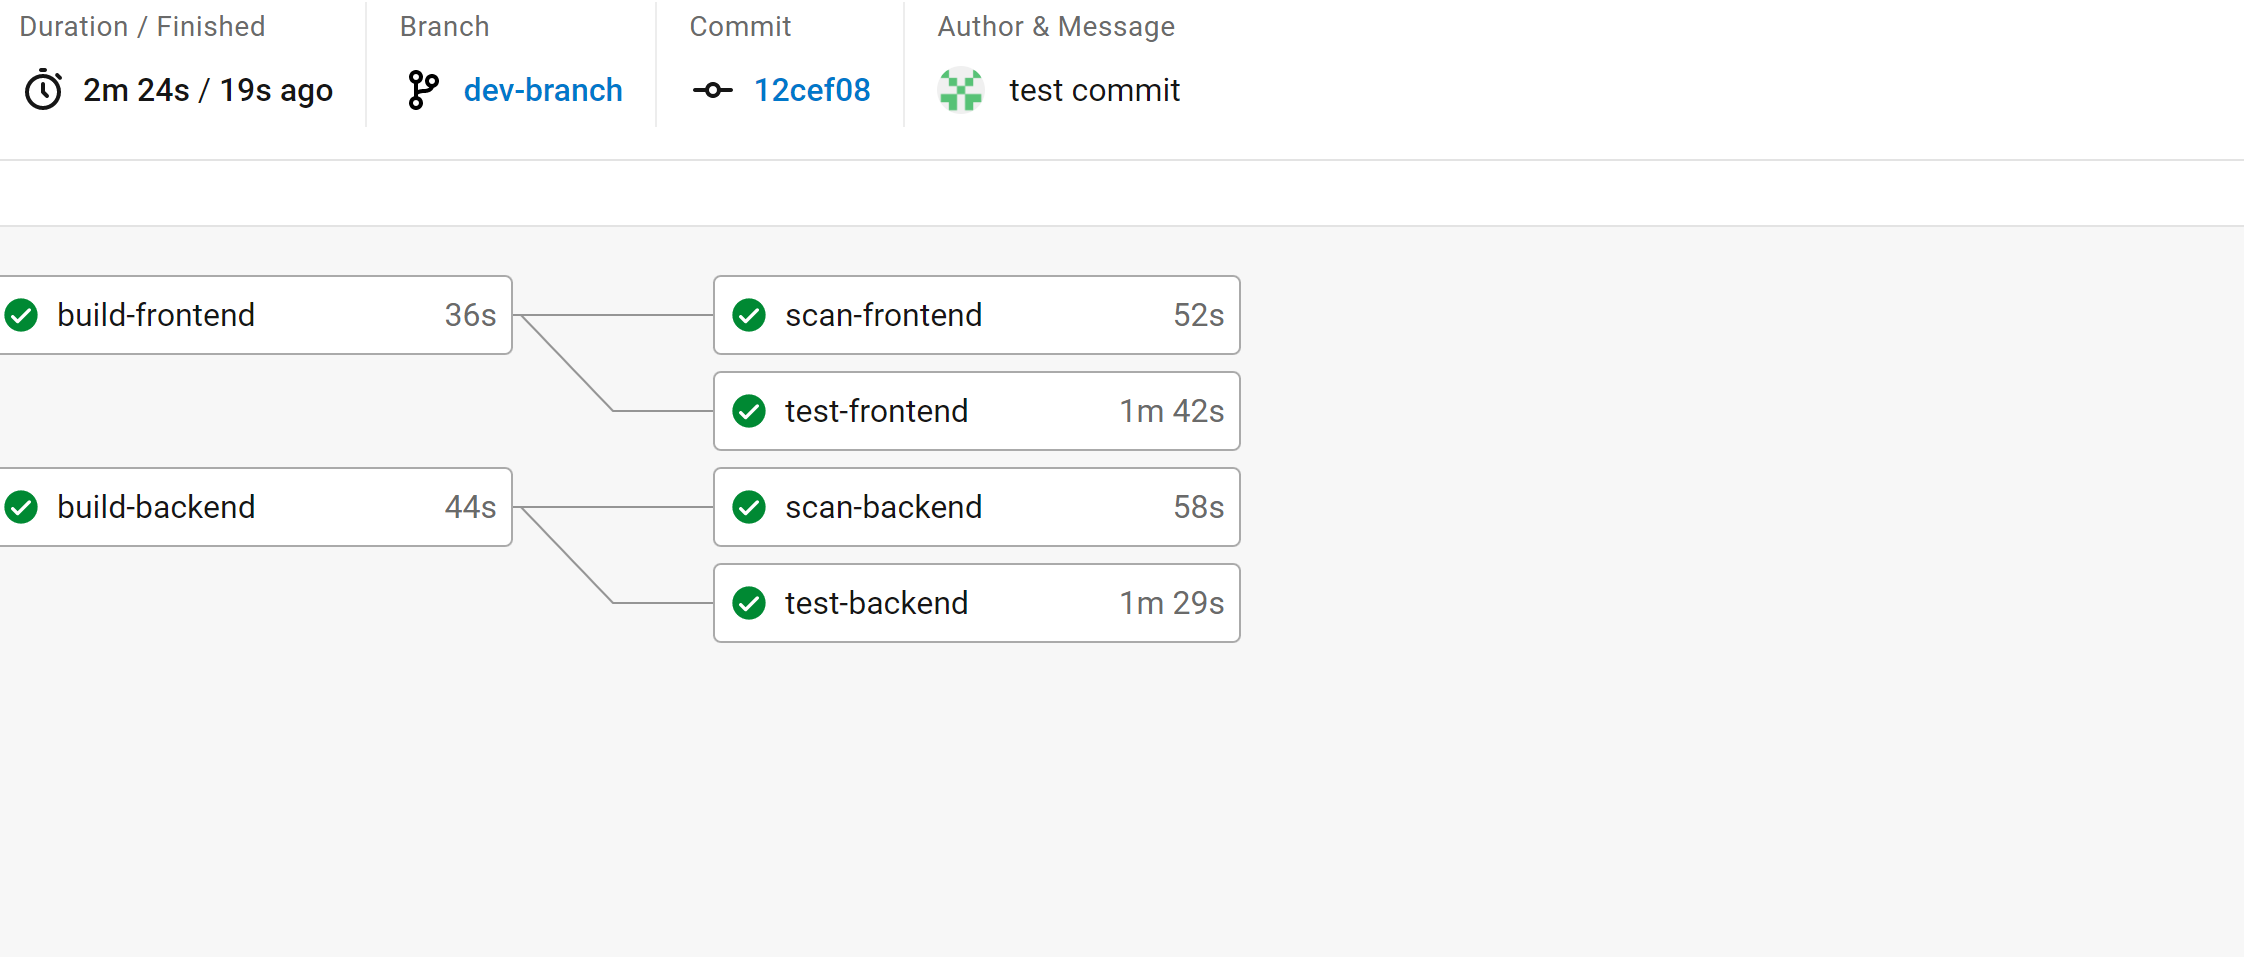 Duration / Finished
2m 24s / 19s ago
Branch
dev-branch
Commit
12cef08
Author & Message
test commit
build-frontend 36s
scan-frontend 52s
test-frontend 1m 42s
build-backend 44s
scan-backend 58s
test-backend 1m 29s